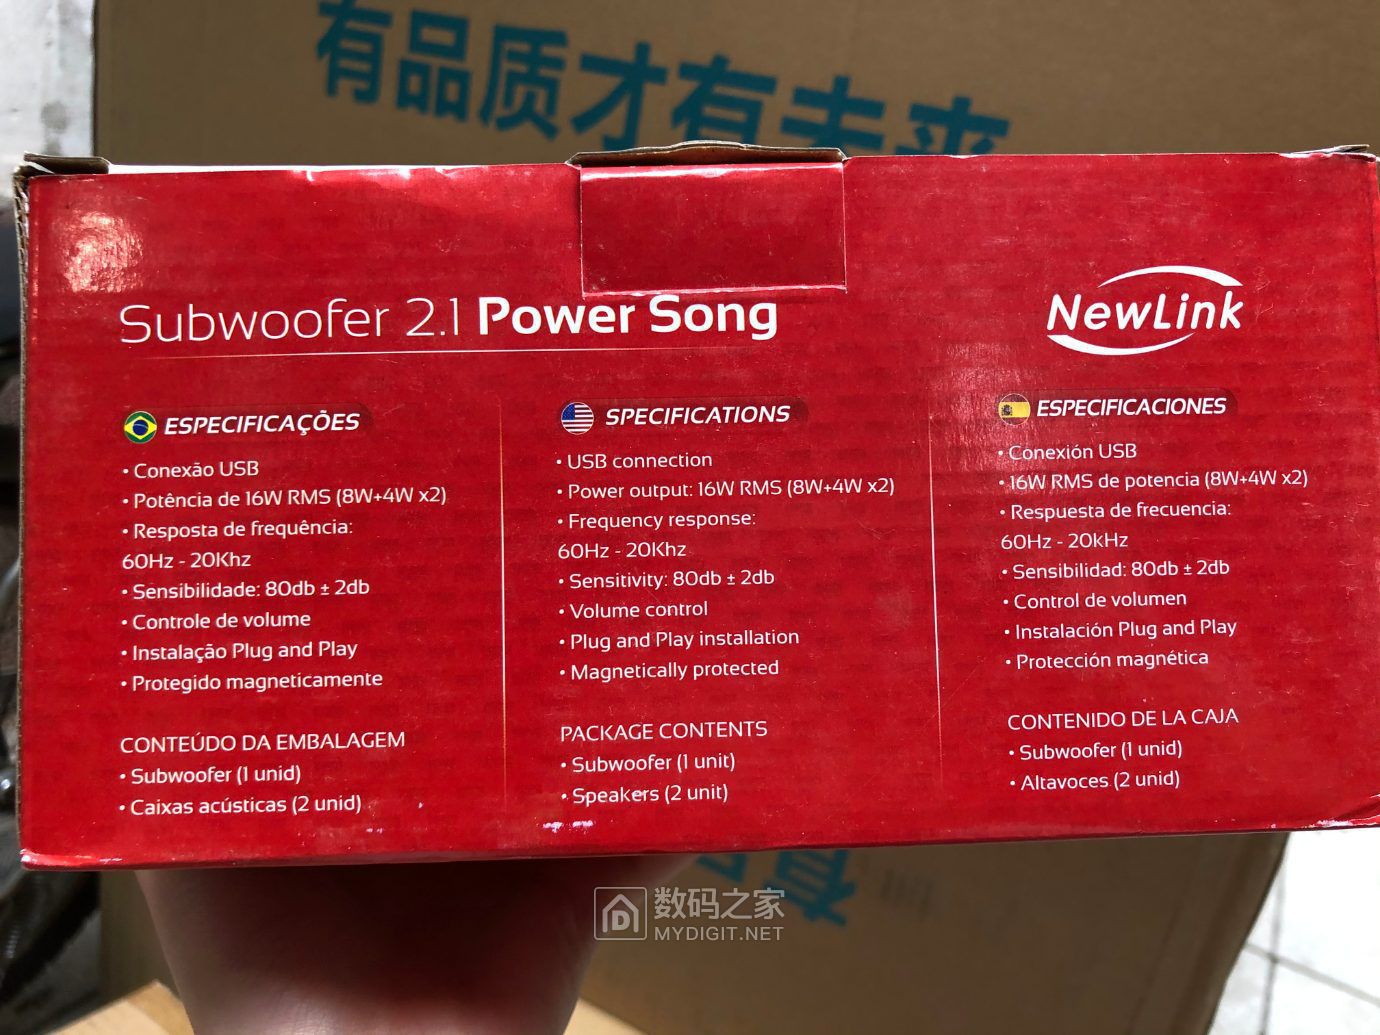 有品质才有未来
Subwoofer 2.1 Power Song
NewLink
ESPECIFICAÇÕES
• Conexão USB
• Potência de 16W RMS (8W+4W x2)
• Resposta de frequência:
60Hz - 20Khz
• Sensibilidade: 80db ± 2db
• Controle de volume
• Instalação Plug and Play
• Protegido magneticamente
CONTEÚDO DA EMBALAGEM
• Subwoofer (1 unid)
• Caixas acústicas (2 unid)
SPECIFICATIONS
• USB connection
• Power output: 16W RMS (8W+4W x2)
• Frequency response:
60Hz - 20Khz
• Sensitivity: 80db ± 2db
• Volume control
• Plug and Play installation
• Magnetically protected
PACKAGE CONTENTS
• Subwoofer (1 unit)
• Speakers (2 unit)
ESPECIFICACIONES
• Conexión USB
• 16W RMS de potencia (8W+4W x2)
• Respuesta de frecuencia:
60Hz - 20kHz
• Sensibilidad: 80db ± 2db
• Control de volumen
• Instalación Plug and Play
• Protección magnética
CONTENIDO DE LA CAJA
• Subwoofer (1 unid)
• Altavoces (2 unid)
数码之家
MYDIGIT.NET